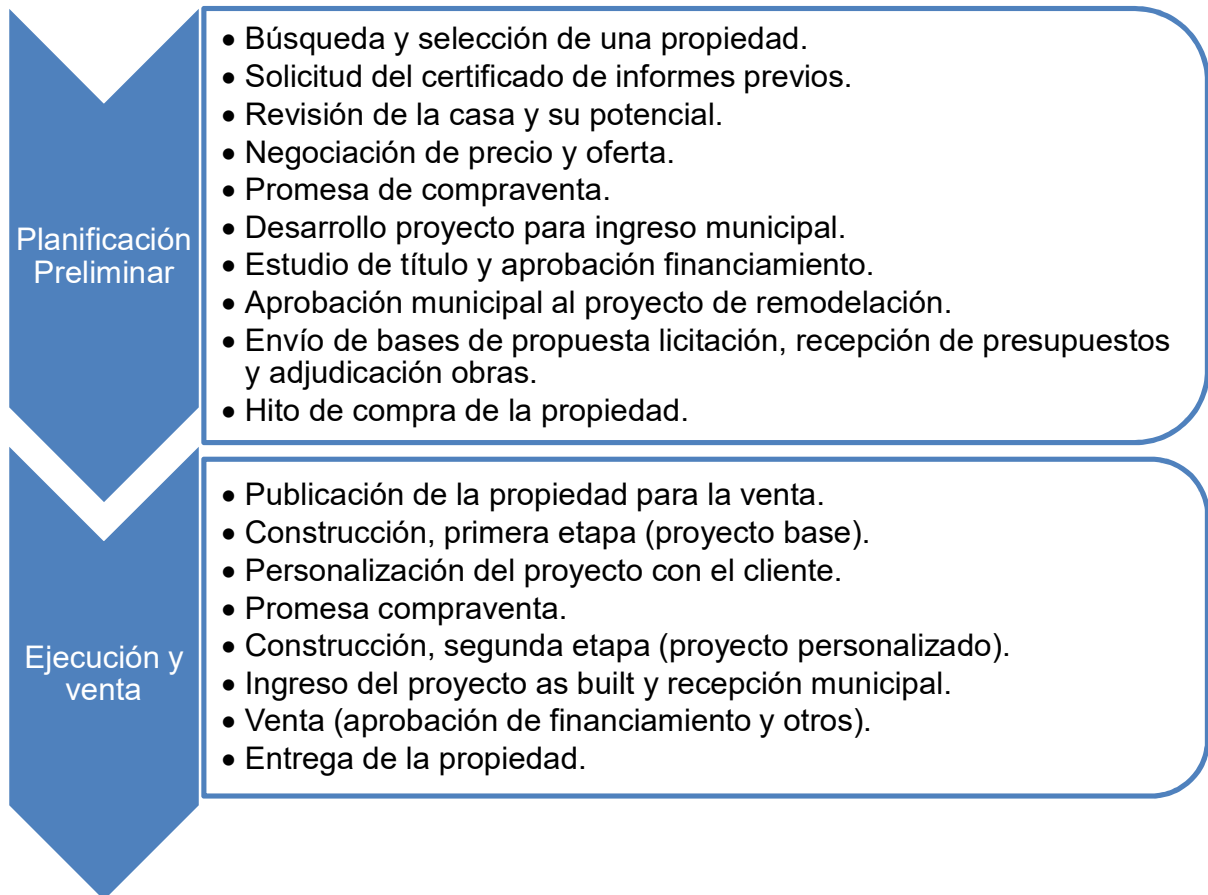 Planificación
Preliminar
• Búsqueda y selección de una propiedad.
• Solicitud del certificado de informes previos.
• Revisión de la casa y su potencial.
• Negociación de precio y oferta.
• Promesa de compraventa.
• Desarrollo proyecto para ingreso municipal.
• Estudio de título y aprobación financiamiento.
• Aprobación municipal al proyecto de remodelación.
• Envío de bases de propuesta licitación, recepción de presupuestos
y adjudicación obras.
• Hito de compra de la propiedad.
Ejecución y
venta
• Publicación de la propiedad para la venta.
• Construcción, primera etapa (proyecto base).
• Personalización del proyecto con el cliente.
• Promesa compraventa.
• Construcción, segunda etapa (proyecto personalizado).
• Ingreso del proyecto as built y recepción municipal.
• Venta (aprobación de financiamiento y otros).
• Entrega de la propiedad.